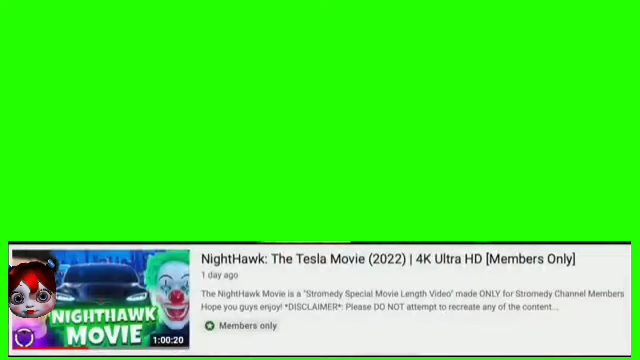 NightHawk: The Tesla Movie (2022) | 4K Ultra HD [Members Only]
1 day ago
The NightHawk Movie is a "Stromedy Special Movie Length Video" made ONLY for Stromedy Channel Members
Hope you guys enjoy! *DISCLAIMER*: Please DO NOT attempt to recreate any of the content...
Members only
NIGHTHAWK
MOVIE
1:00:20